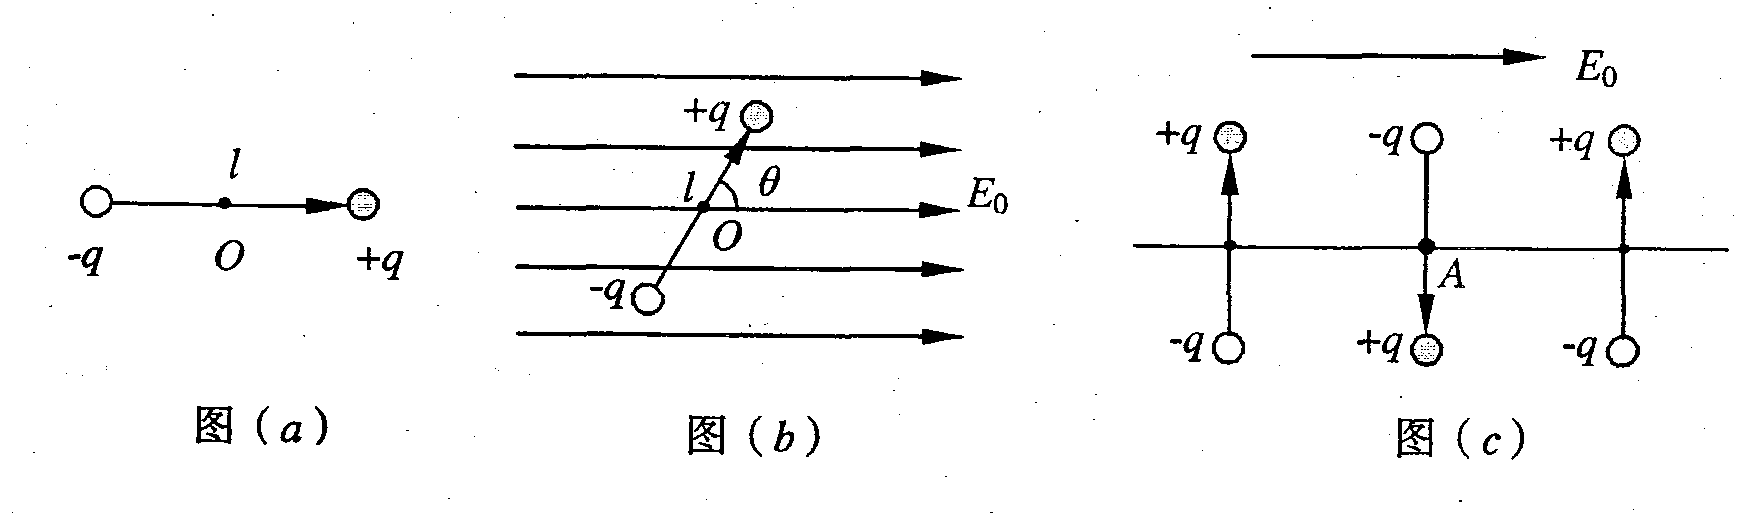 l
-q O +q
图（a）
+q
l θ
O
E₀
-q
图（b）
E₀
+q -q +q
A
-q +q -q
图（c）